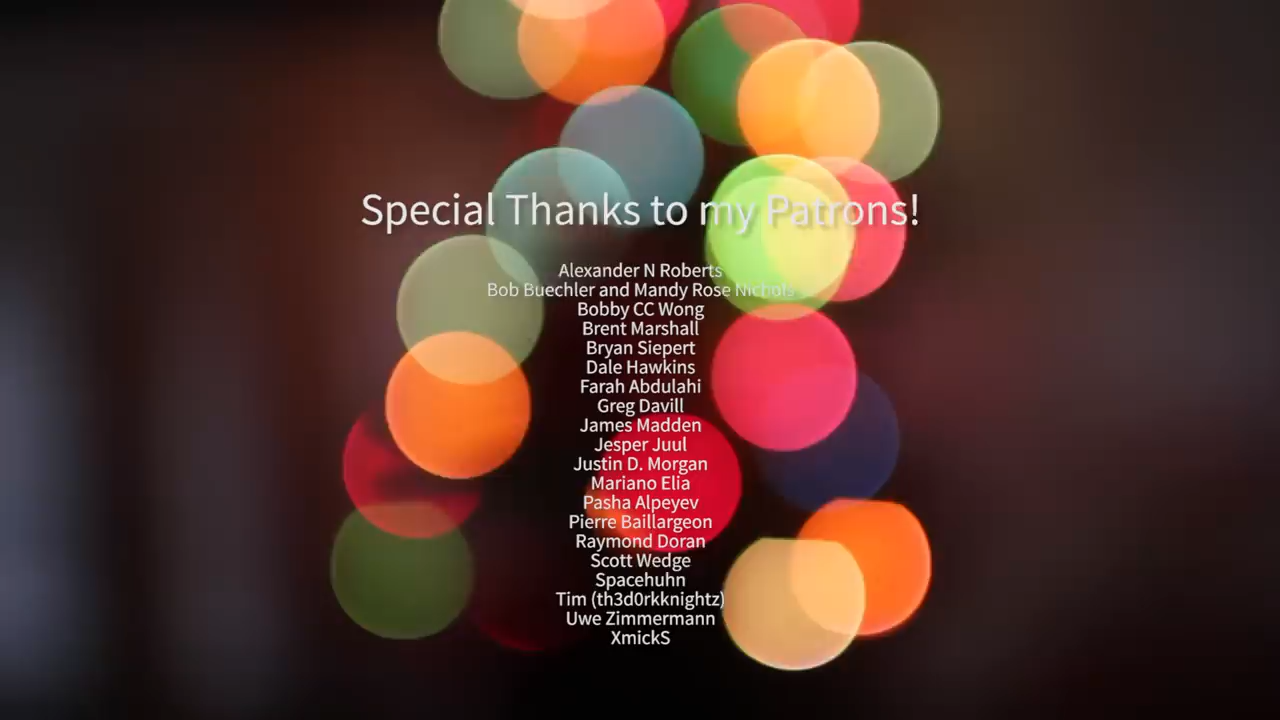 Special Thanks to my Patrons!
Alexander N Roberts
Bob Buechler and Mandy Rose Nichols
Bobby CC Wong
Brent Marshall
Bryan Siepert
Dale Hawkins
Farah Abdulahi
Greg Davill
James Madden
Jesper Juul
Justin D. Morgan
Mariano Elia
Pasha Alpeyev
Pierre Baillargeon
Raymond Doran
Scott Wedge
Spacehuhn
Tim (th3d0rkknightz)
Uwe Zimmermann
XmickS